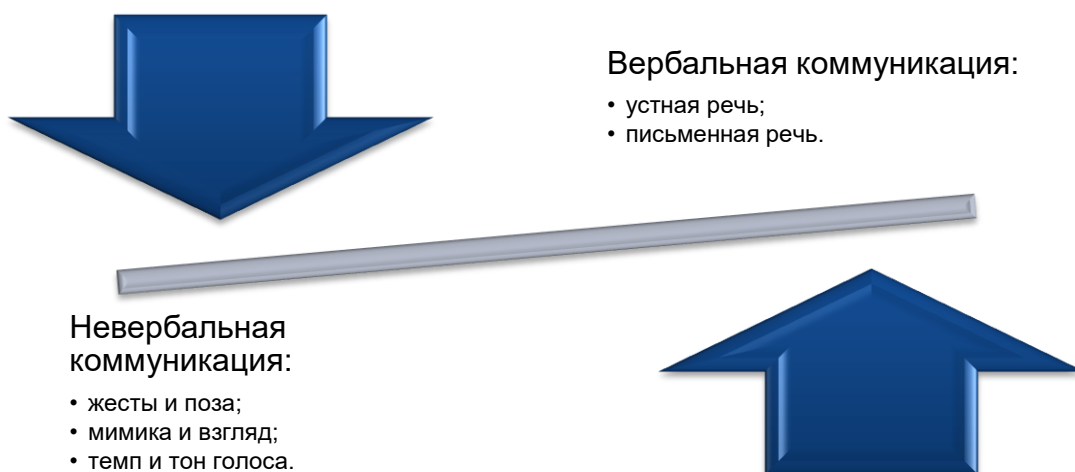 Вербальная коммуникация:
• устная речь;
• письменная речь.
Невербальная
коммуникация:
• жесты и поза;
• мимика и взгляд;
• темп и тон голоса.